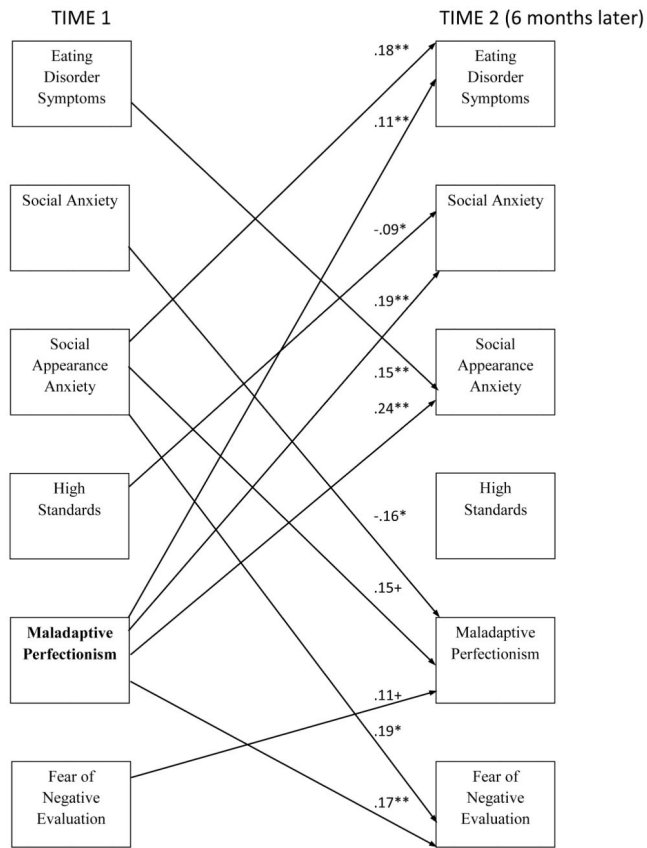 TIME 1
TIME 2 (6 months later)
Eating
Disorder
Symptoms
.18**
Eating
Disorder
Symptoms
.11**
Social Anxiety
Social Anxiety
-.09*
.19**
Social
Appearance
Anxiety
Social
Appearance
Anxiety
.15**
.24**
High
Standards
High
Standards
-.16*
.15+
Maladaptive
Perfectionism
Maladaptive
Perfectionism
.11+
.19*
Fear of
Negative
Evaluation
Fear of
Negative
Evaluation
.17**